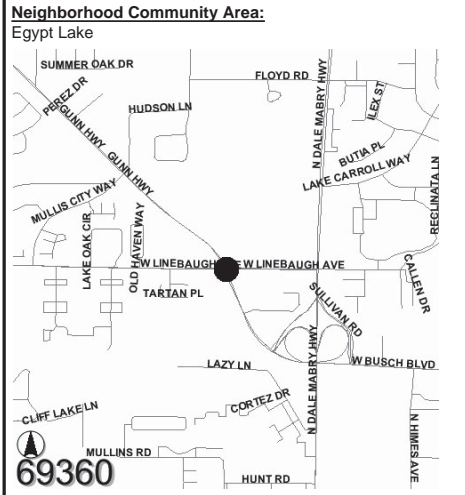 Neighborhood Community Area:
Egypt Lake
SUMMER OAK DR
PEREZ DR
GUNN HWY
FLOYD RD
N DALE MABRY HWY
ILEX ST
HUDSON LN
GUNN HWY
BUTIA PL
LAKE CARROLL WAY
RECLINATA LN
MULLIS CITY WAY
LAKE OAK CIR
OLD HAVEN WAY
W LINEBAUGH AVE
W LINEBAUGH AVE
CALLEN DR
TARTAN PL
SULLIVAN RD
LAZY LN
N DALE MABRY HWY
W BUSCH BLVD
CORTEZ DR
CLIFF LAKE LN
N HIMES AVE
MULLINS RD
69360
HUNT RD